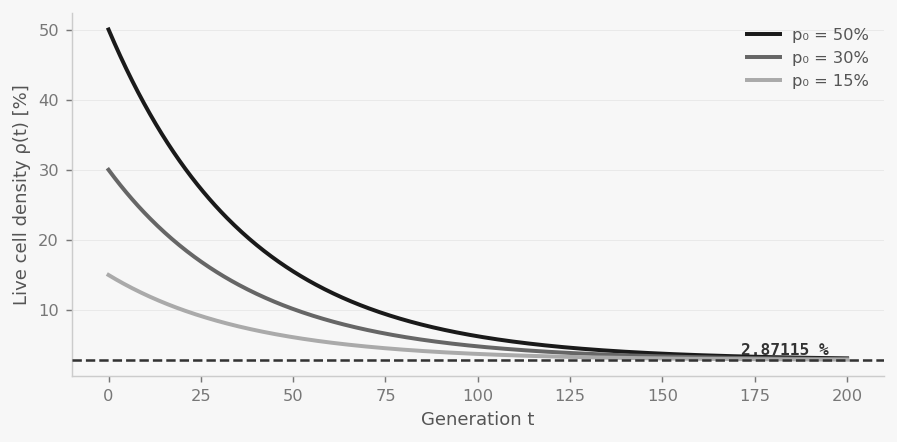 50
40
30
20
10
Live cell density ρ(t) [%]
p₀ = 50%
p₀ = 30%
p₀ = 15%
2.87115 %
0 25 50 75 100 125 150 175 200
Generation t